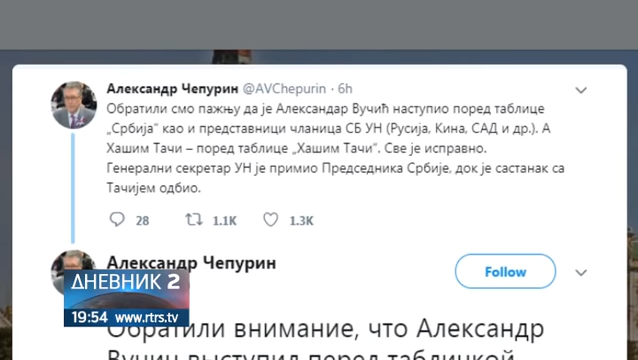 Александр Чепурин @AVChepurin · 6h
Обратили смо пажњу да је Александар Вучић наступио поред таблице
„Србија“ као и представници чланица СБ УН (Русија, Кина, САД и др.). А
Хашим Тачи – поред таблице „Хашим Тачи“. Све је исправно.
Генерални секретар УН је примио Председника Србије, док је састанак са
Тачијем одбио.
28 1.1K 1.3K
Александр Чепурин
Follow
ДНЕВНИК 2
19:54 www.rtrs.tv
Обратили внимание, что Александр
Вучич выступил перед табличкой